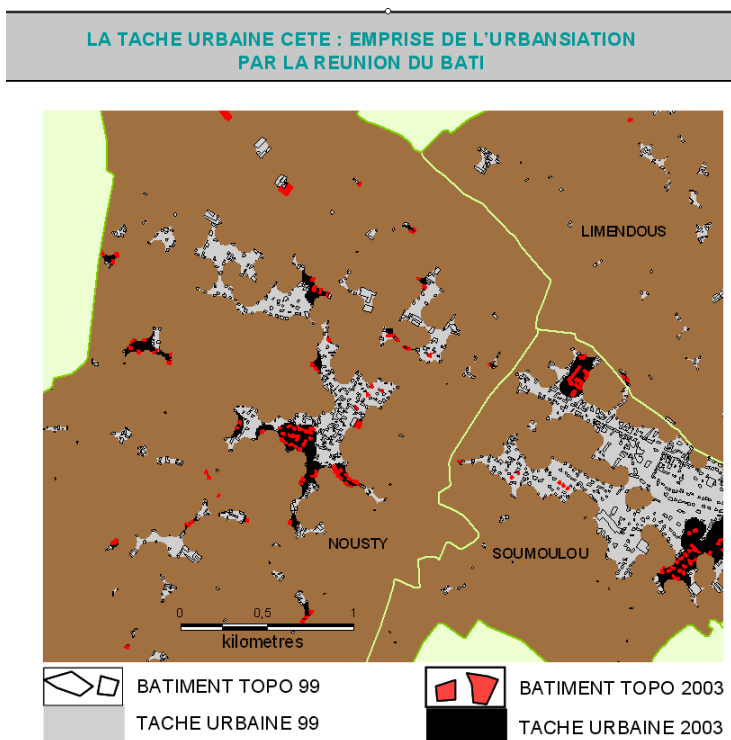 LA TACHE URBAINE CETE : EMPRISE DE L'URBANSIATION
PAR LA REUNION DU BATI
LIMENDOUS
NOUSTY
SOUMOULOU
0 0,5 1
kilometres
BATIMENT TOPO 99
BATIMENT TOPO 2003
TACHE URBAINE 99
TACHE URBAINE 2003